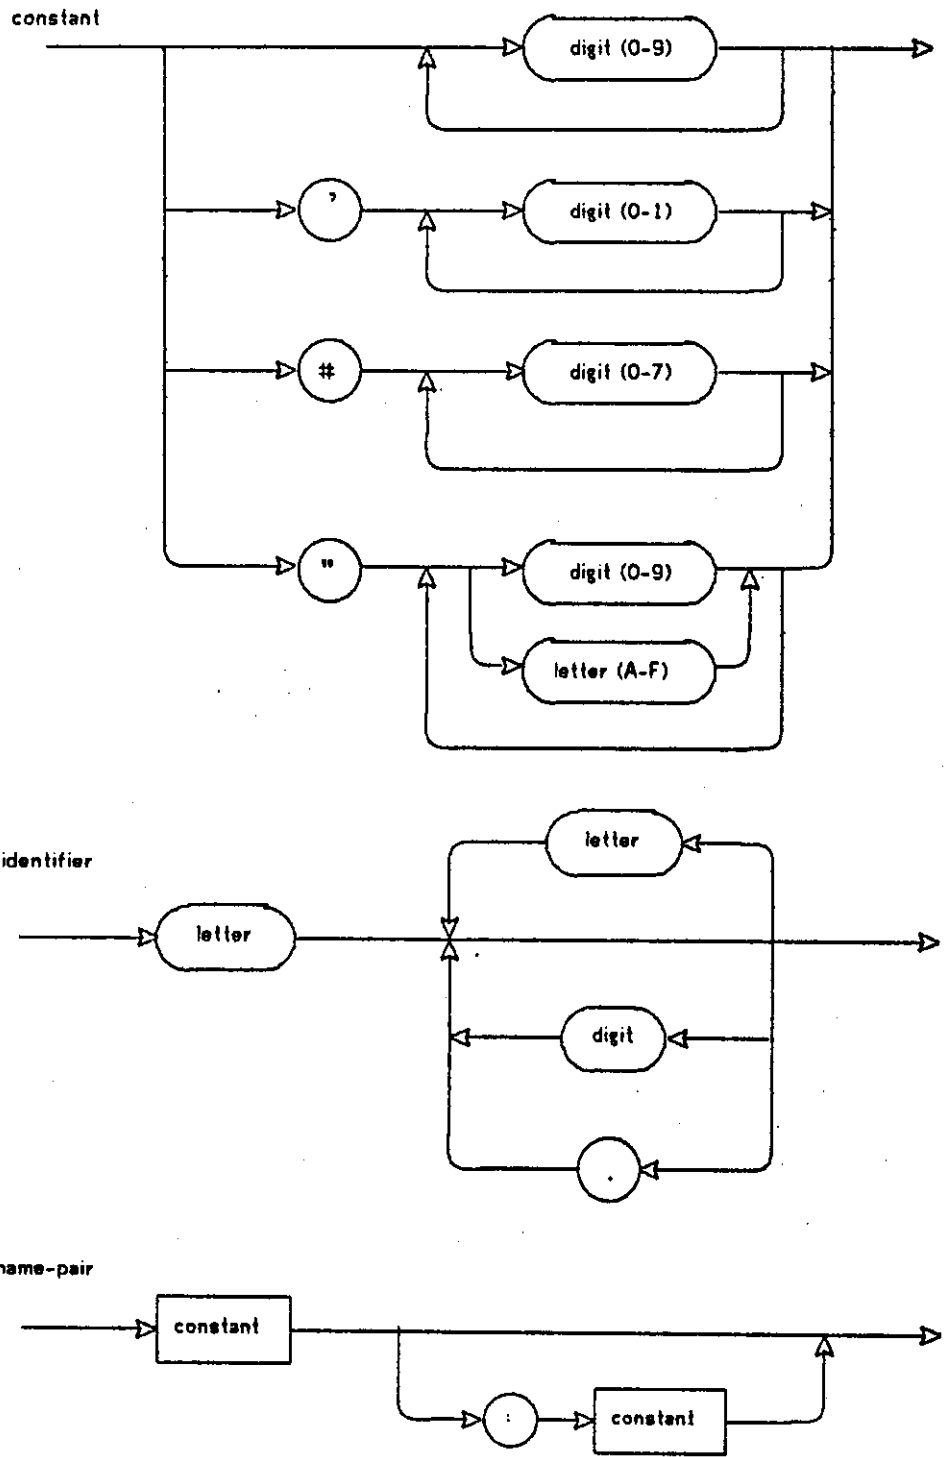 constant
digit (0-9)
' digit (0-1)
# digit (0-7)
" digit (0-9)
letter (A-F)
letter
identifier
letter
digit
.
name-pair
constant
: constant